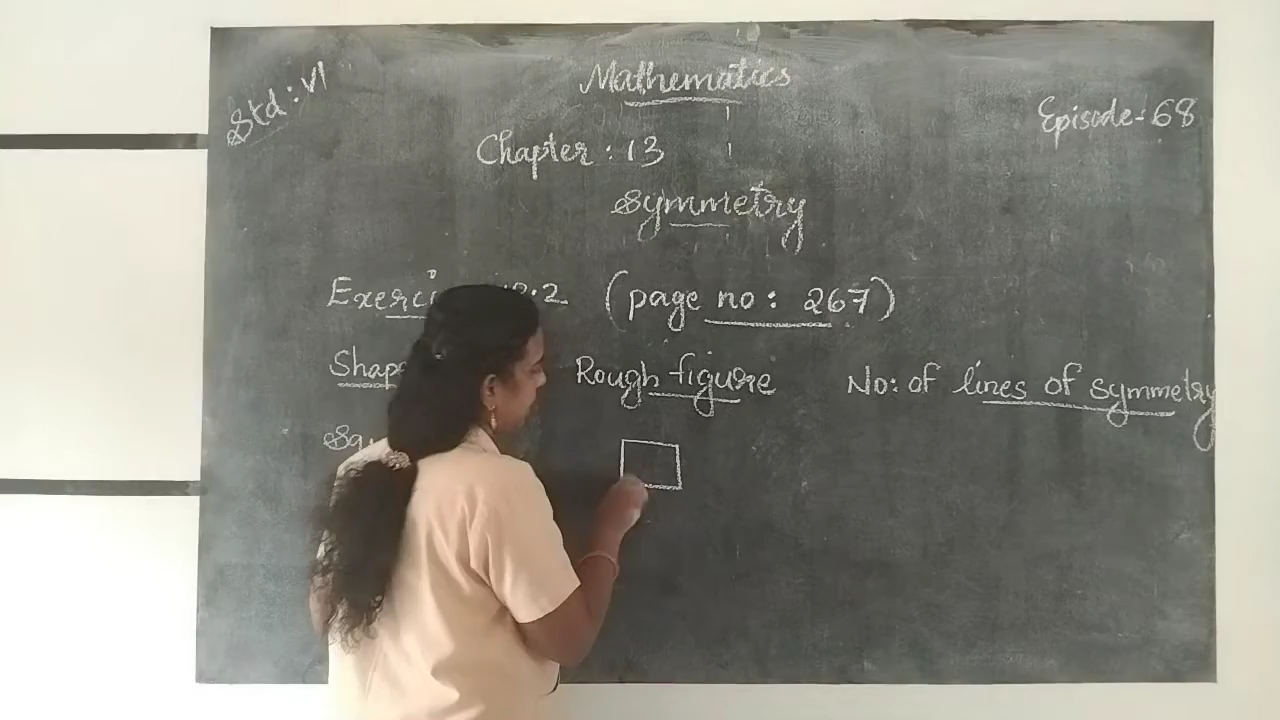 Std: VI
Mathematics
Episode-68
Chapter: 13
Symmetry
(page no: 267)
Rough figure No: of lines of symmetry